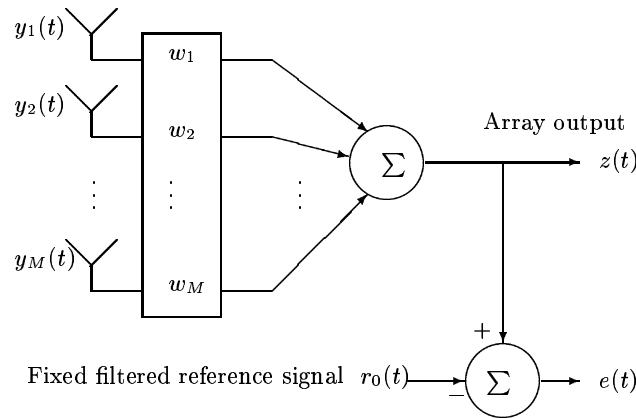 y₁(t) w₁
y₂(t) w₂
Array output
Σ z(t)
y_M(t) w_M
+
Fixed filtered reference signal r₀(t) − Σ e(t)